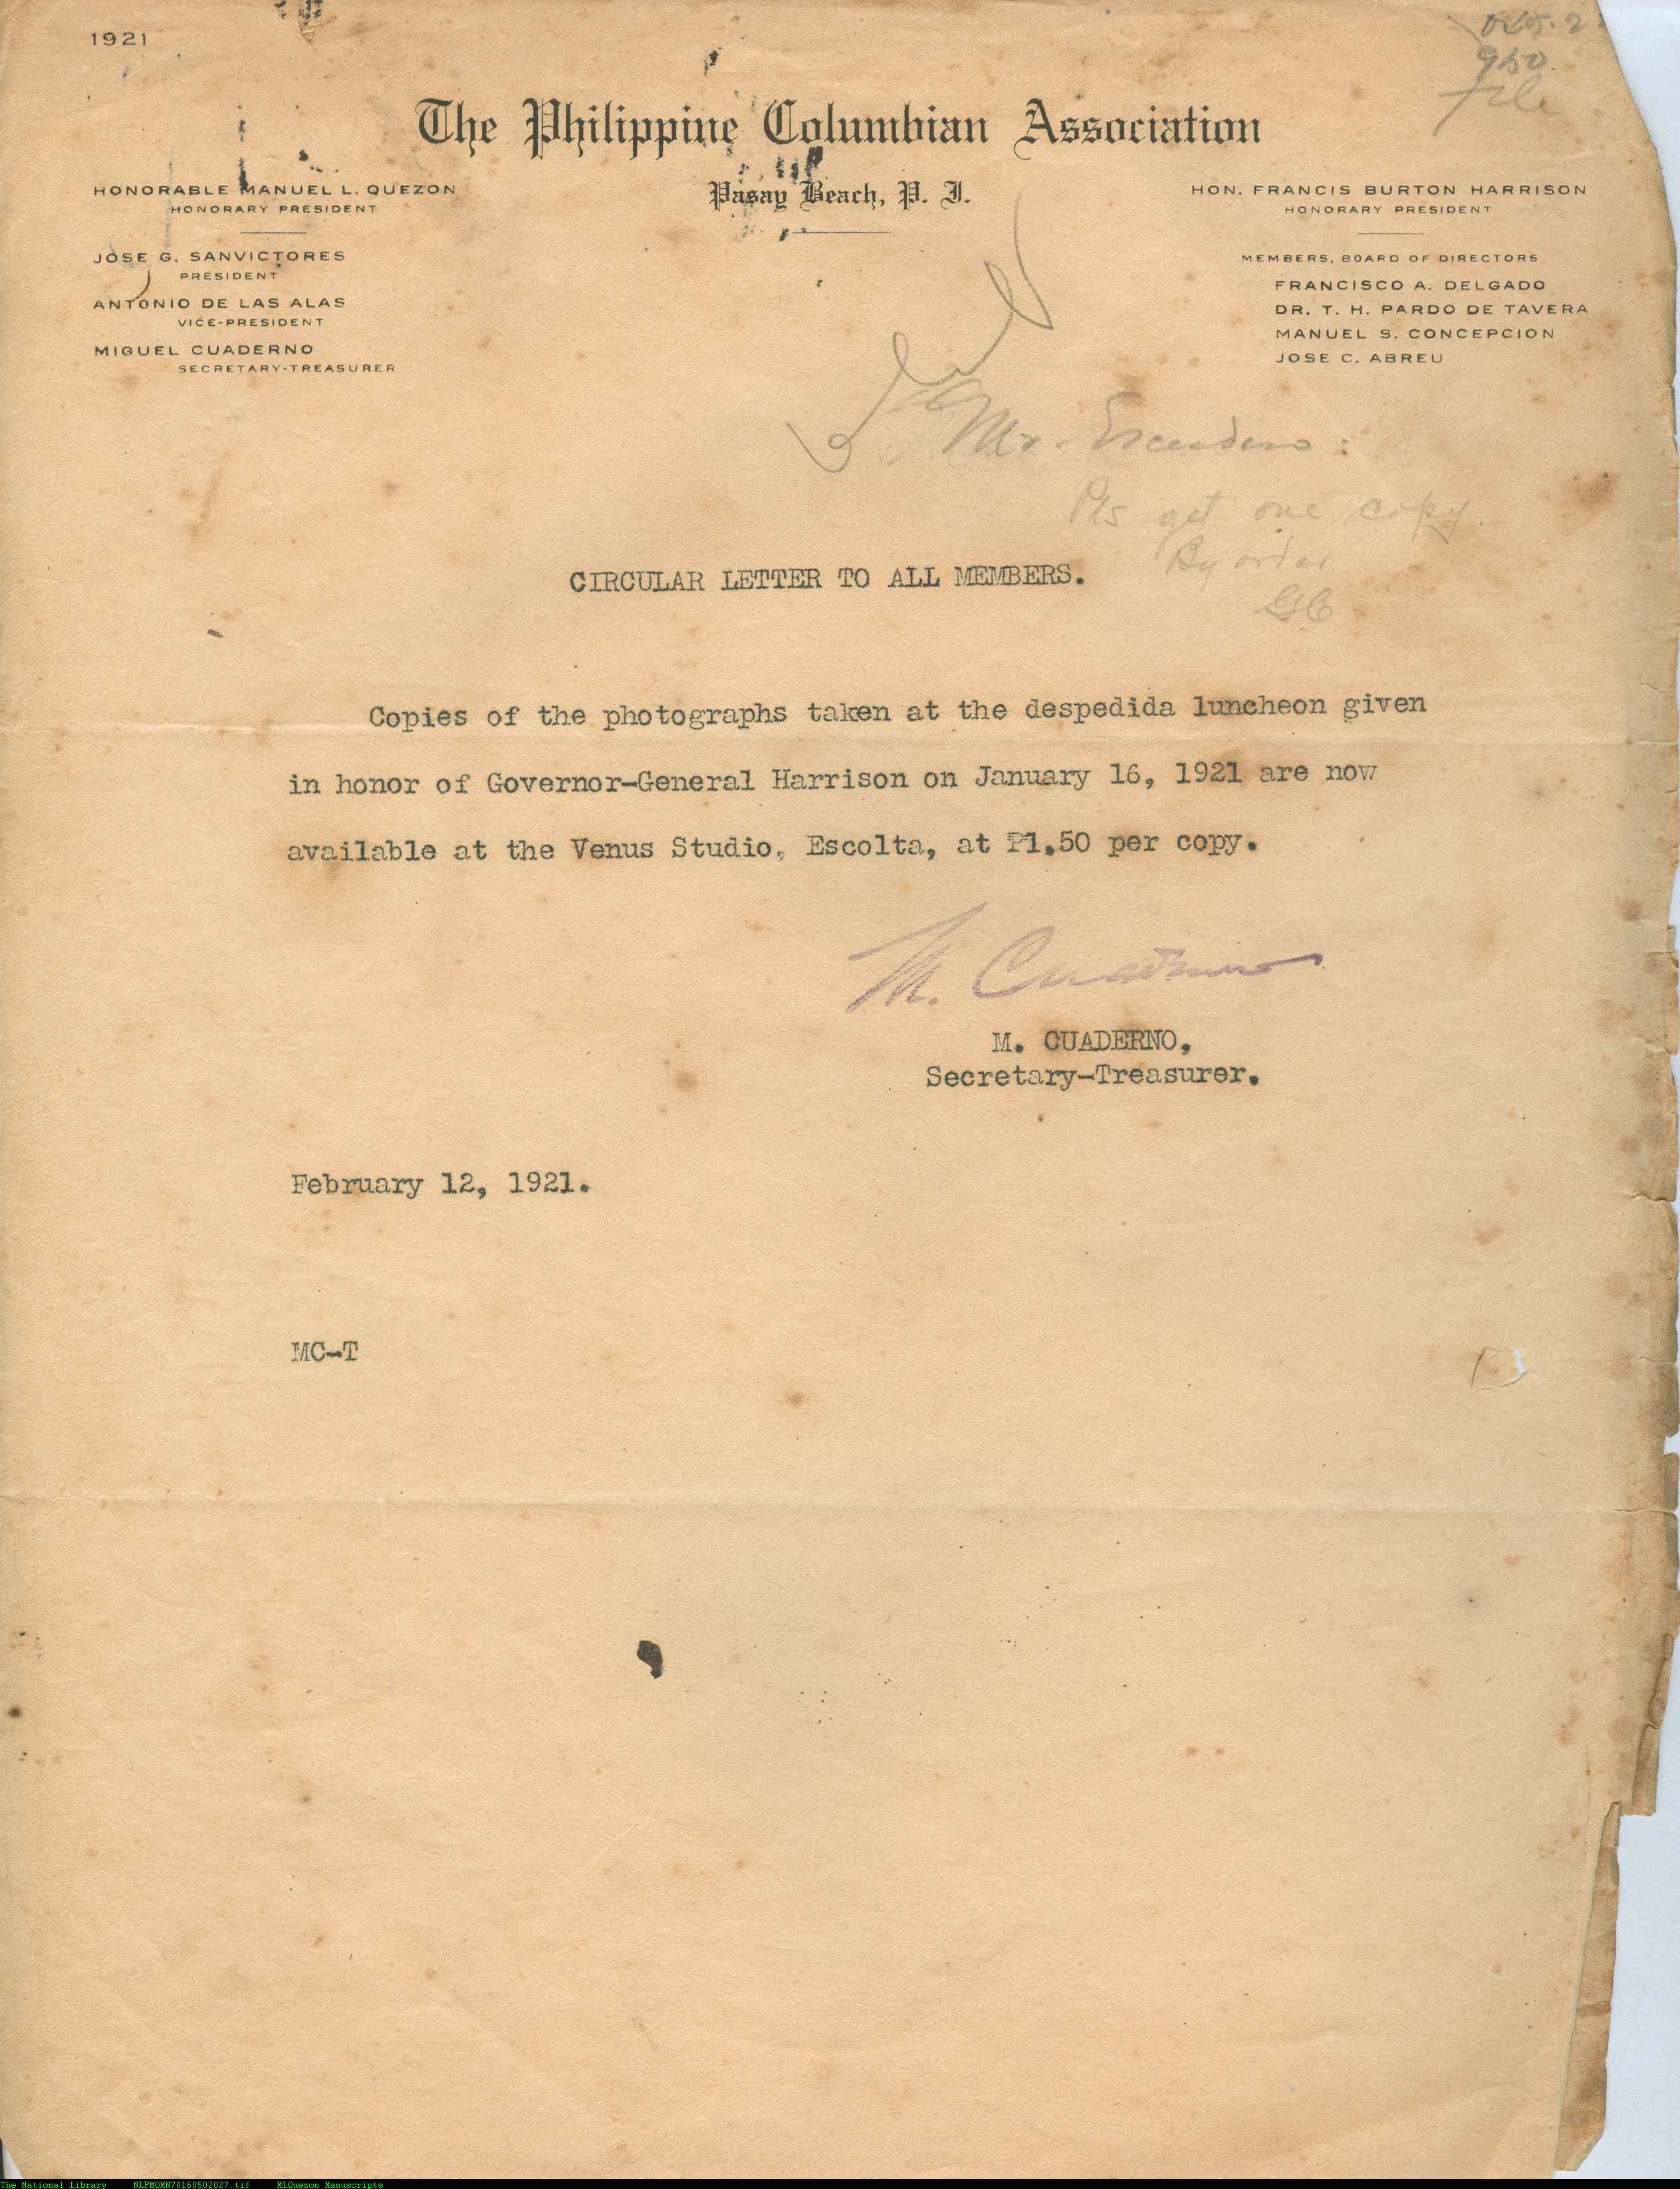 1921
950.
file
The Philippine Columbian Association
Pasay Beach, P. I.
HONORABLE MANUEL L. QUEZON
HONORARY PRESIDENT
JOSE G. SANVICTORES
PRESIDENT
ANTONIO DE LAS ALAS
VICE-PRESIDENT
MIGUEL CUADERNO
SECRETARY-TREASURER
HON. FRANCIS BURTON HARRISON
HONORARY PRESIDENT
MEMBERS, BOARD OF DIRECTORS
FRANCISCO A. DELGADO
DR. T. H. PARDO DE TAVERA
MANUEL S. CONCEPCION
JOSE C. ABREU
Mr. Escudero:
Pls get one copy.
By order
CIRCULAR LETTER TO ALL MEMBERS.
Copies of the photographs taken at the despedida luncheon given
in honor of Governor-General Harrison on January 16, 1921 are now
available at the Venus Studio, Escolta, at ₱1.50 per copy.
M. Cuaderno
M. CUADERNO,
Secretary-Treasurer.
February 12, 1921.
MC-T
The National Library NLPMQMN70160502027.tif MLQuezon Manuscripts